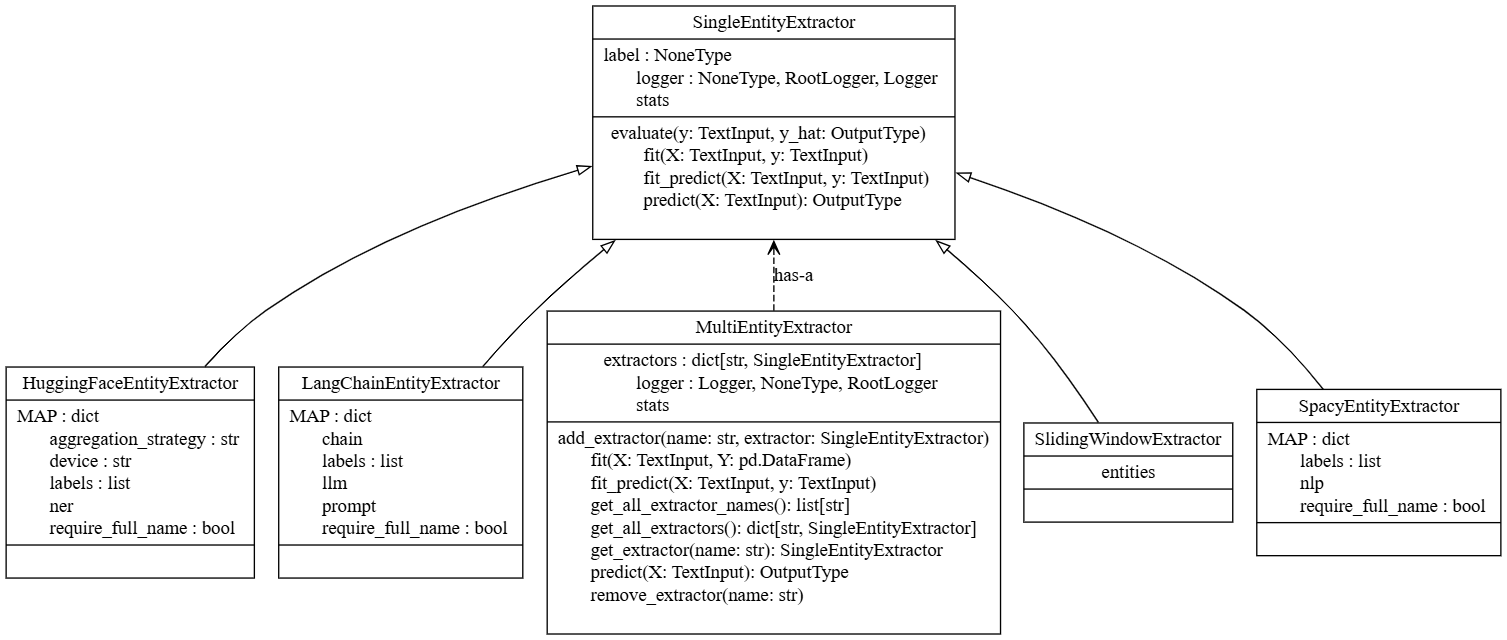 SingleEntityExtractor
label : NoneType
logger : NoneType, RootLogger, Logger
stats
evaluate(y: TextInput, y_hat: OutputType)
fit(X: TextInput, y: TextInput)
fit_predict(X: TextInput, y: TextInput)
predict(X: TextInput): OutputType
has-a
HuggingFaceEntityExtractor
MAP : dict
aggregation_strategy : str
device : str
labels : list
ner
require_full_name : bool
LangChainEntityExtractor
MAP : dict
chain
labels : list
llm
prompt
require_full_name : bool
MultiEntityExtractor
extractors : dict[str, SingleEntityExtractor]
logger : Logger, NoneType, RootLogger
stats
add_extractor(name: str, extractor: SingleEntityExtractor)
fit(X: TextInput, Y: pd.DataFrame)
fit_predict(X: TextInput, y: TextInput)
get_all_extractor_names(): list[str]
get_all_extractors(): dict[str, SingleEntityExtractor]
get_extractor(name: str): SingleEntityExtractor
predict(X: TextInput): OutputType
remove_extractor(name: str)
SlidingWindowExtractor
entities
SpacyEntityExtractor
MAP : dict
labels : list
nlp
require_full_name : bool